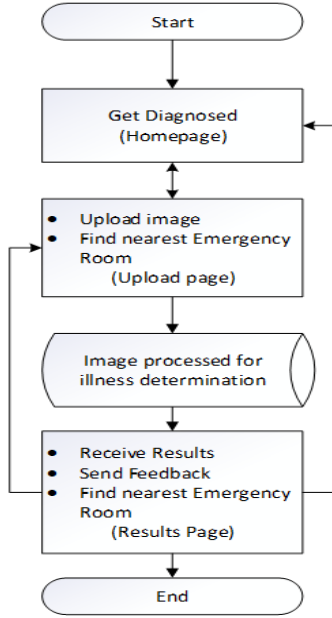 Start
Get Diagnosed
(Homepage)
• Upload image
• Find nearest Emergency
Room
(Upload page)
Image processed for
illness determination
• Receive Results
• Send Feedback
• Find nearest Emergency
Room
(Results Page)
End